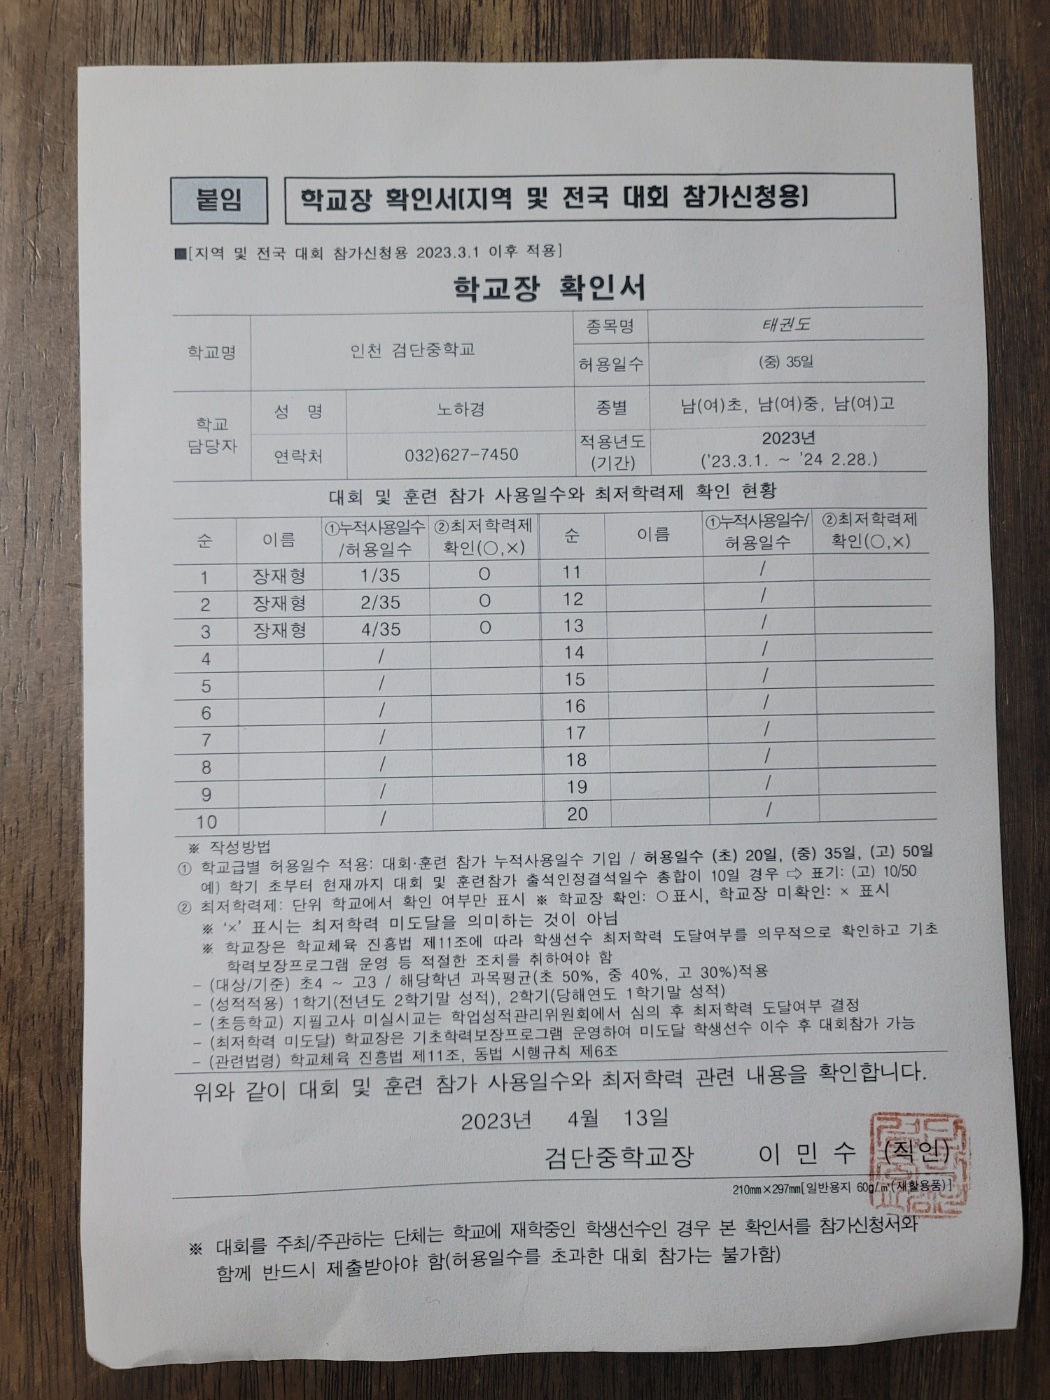 붙임 학교장 확인서(지역 및 전국 대회 참가신청용)
■[지역 및 전국 대회 참가신청용 2023.3.1 이후 적용]
학교장 확인서
학교명 인천 검단중학교 종목명 태권도
허용일수 (중) 35일
학교 담당자 성 명 노하경 종별 남(여)초, 남(여)중, 남(여)고
연락처 032)627-7450 적용년도 (기간) 2023년 ('23.3.1. ~ '24 2.28.)
대회 및 훈련 참가 사용일수와 최저학력제 확인 현황
순 이름 ①누적사용일수/허용일수 ②최저학력제 확인(○,×) 순 이름 ①누적사용일수/허용일수 ②최저학력제 확인(○,×)
1 장재형 1/35 O 11 /
2 장재형 2/35 O 12 /
3 장재형 4/35 O 13 /
4 / 14 /
5 / 15 /
6 / 16 /
7 / 17 /
8 / 18 /
9 / 19 /
10 / 20 /
※ 작성방법
① 학교급별 허용일수 적용: 대회·훈련 참가 누적사용일수 기입 / 허용일수 (초) 20일, (중) 35일, (고) 50일
예) 학기 초부터 현재까지 대회 및 훈련참가 출석인정결석일수 총합이 10일 경우 ⇨ 표기: (고) 10/50
② 최저학력제: 단위 학교에서 확인 여부만 표시 ※ 학교장 확인: ○표시, 학교장 미확인: × 표시
※ '×' 표시는 최저학력 미도달을 의미하는 것이 아님
※ 학교장은 학교체육 진흥법 제11조에 따라 학생선수 최저학력 도달여부를 의무적으로 확인하고 기초
학력보장프로그램 운영 등 적절한 조치를 취하여야 함
- (대상/기준) 초4 ~ 고3 / 해당학년 과목평균(초 50%, 중 40%, 고 30%)적용
- (성적적용) 1학기(전년도 2학기말 성적), 2학기(당해연도 1학기말 성적)
- (초등학교) 지필고사 미실시교는 학업성적관리위원회에서 심의 후 최저학력 도달여부 결정
- (최저학력 미도달) 학교장은 기초학력보장프로그램 운영하여 미도달 학생선수 이수 후 대회참가 가능
- (관련법령) 학교체육 진흥법 제11조, 동법 시행규칙 제6조
위와 같이 대회 및 훈련 참가 사용일수와 최저학력 관련 내용을 확인합니다.
2023년 4월 13일
검단중학교장 이 민 수 (직인)
210㎜×297㎜[일반용지 60g/㎡(재활용품)]
※ 대회를 주최/주관하는 단체는 학교에 재학중인 학생선수인 경우 본 확인서를 참가신청서와
함께 반드시 제출받아야 함(허용일수를 초과한 대회 참가는 불가함)